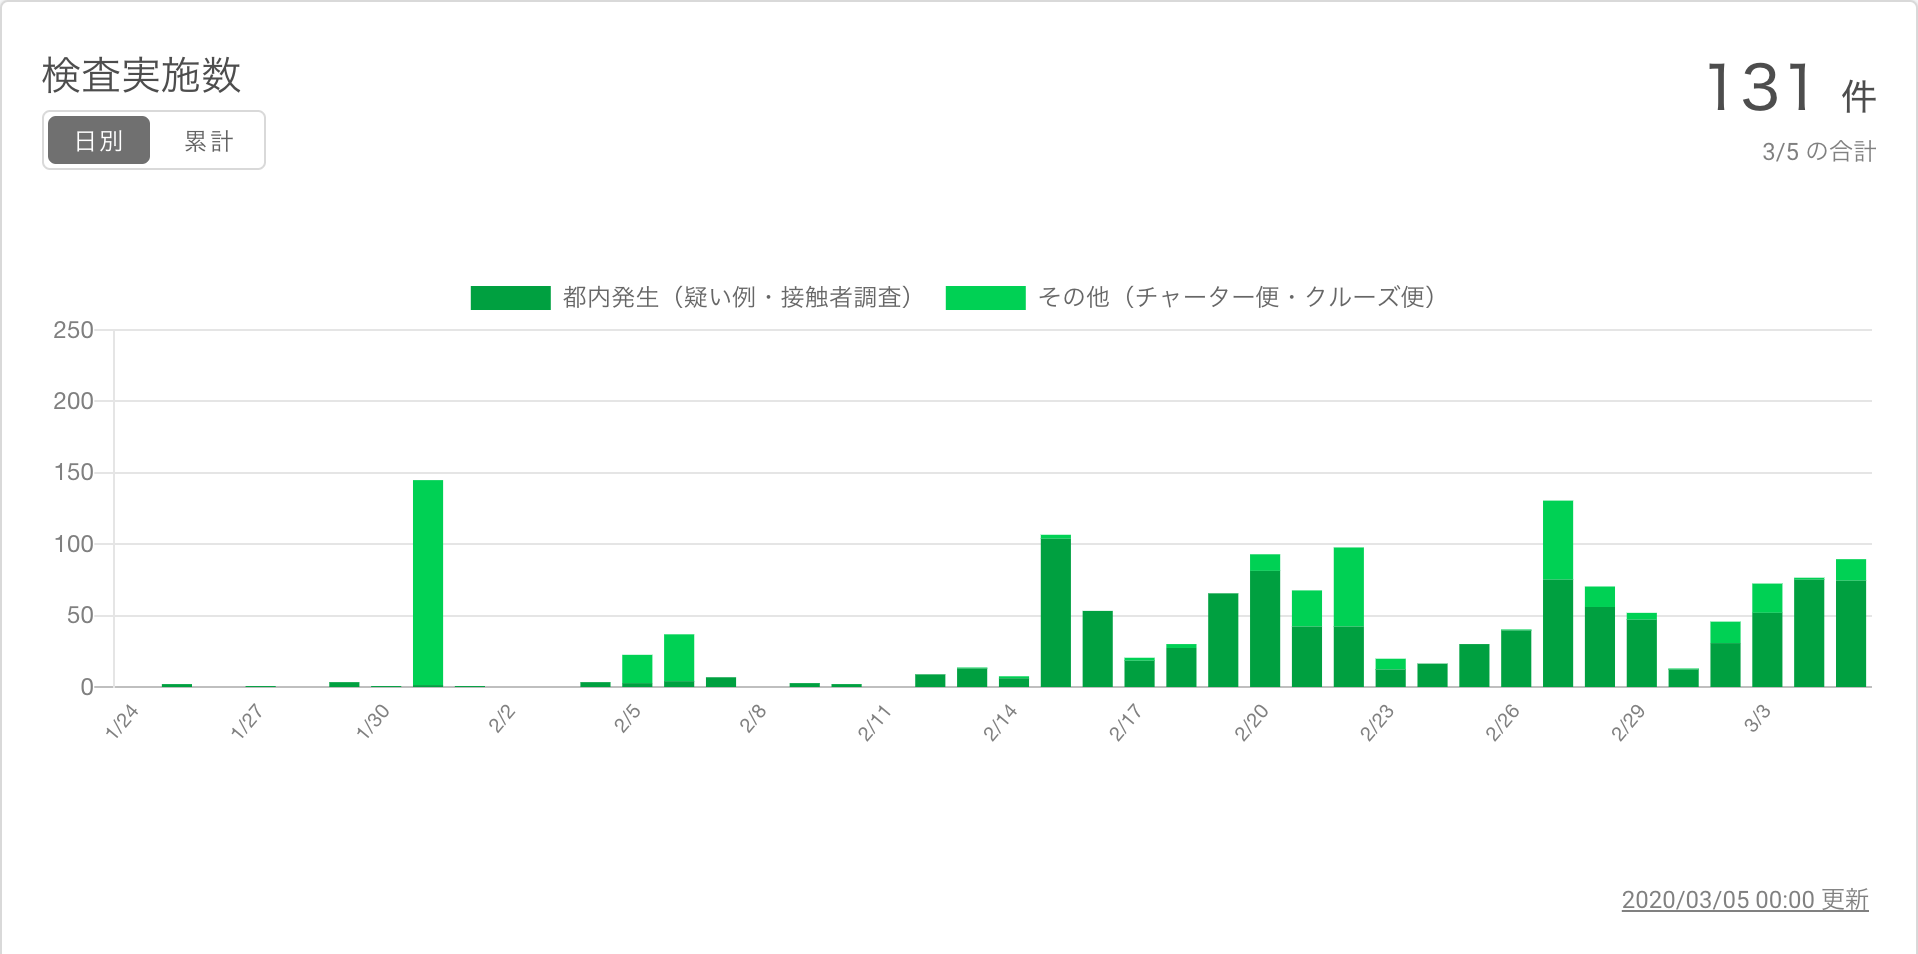 検査実施数
日別 累計
131 件
3/5 の合計
都内発生（疑い例・接触者調査） その他（チャーター便・クルーズ便）
250
200
150
100
50
0
1/24 1/27 1/30 2/2 2/5 2/8 2/11 2/14 2/17 2/20 2/23 2/26 2/29 3/3
2020/03/05 00:00 更新